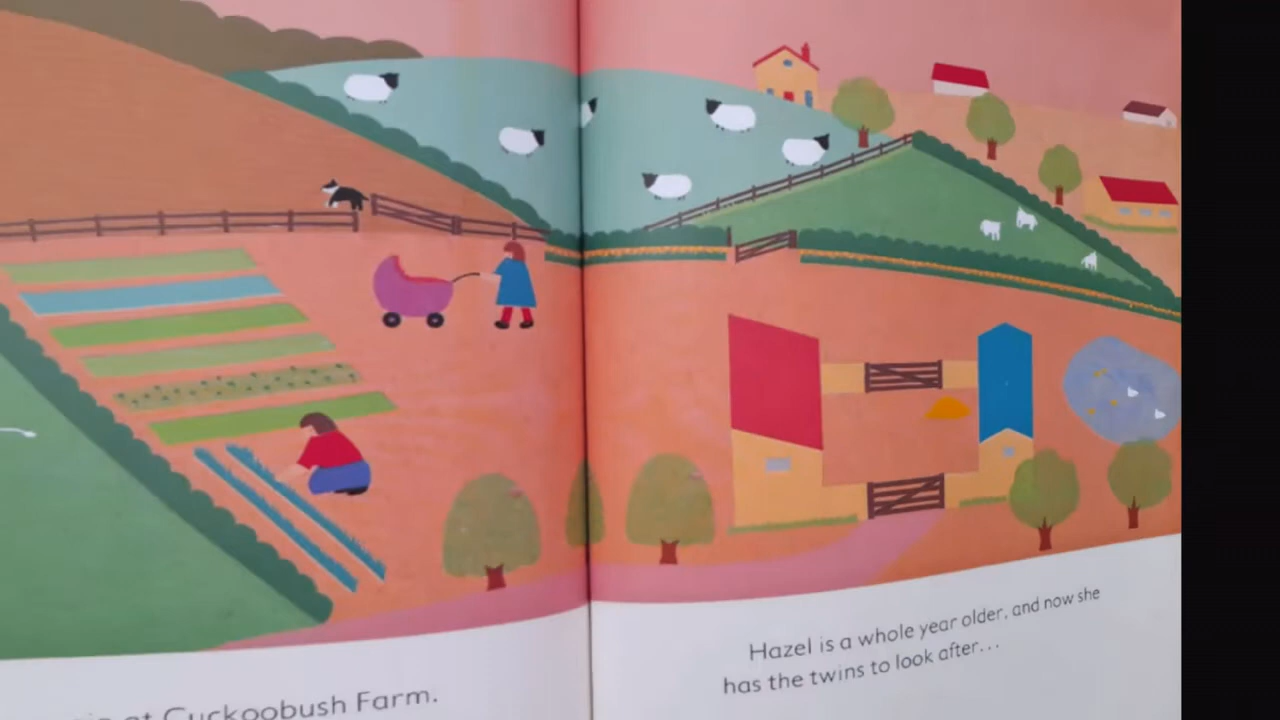 at Cuckoobush Farm.
Hazel is a whole year older, and now she
has the twins to look after...